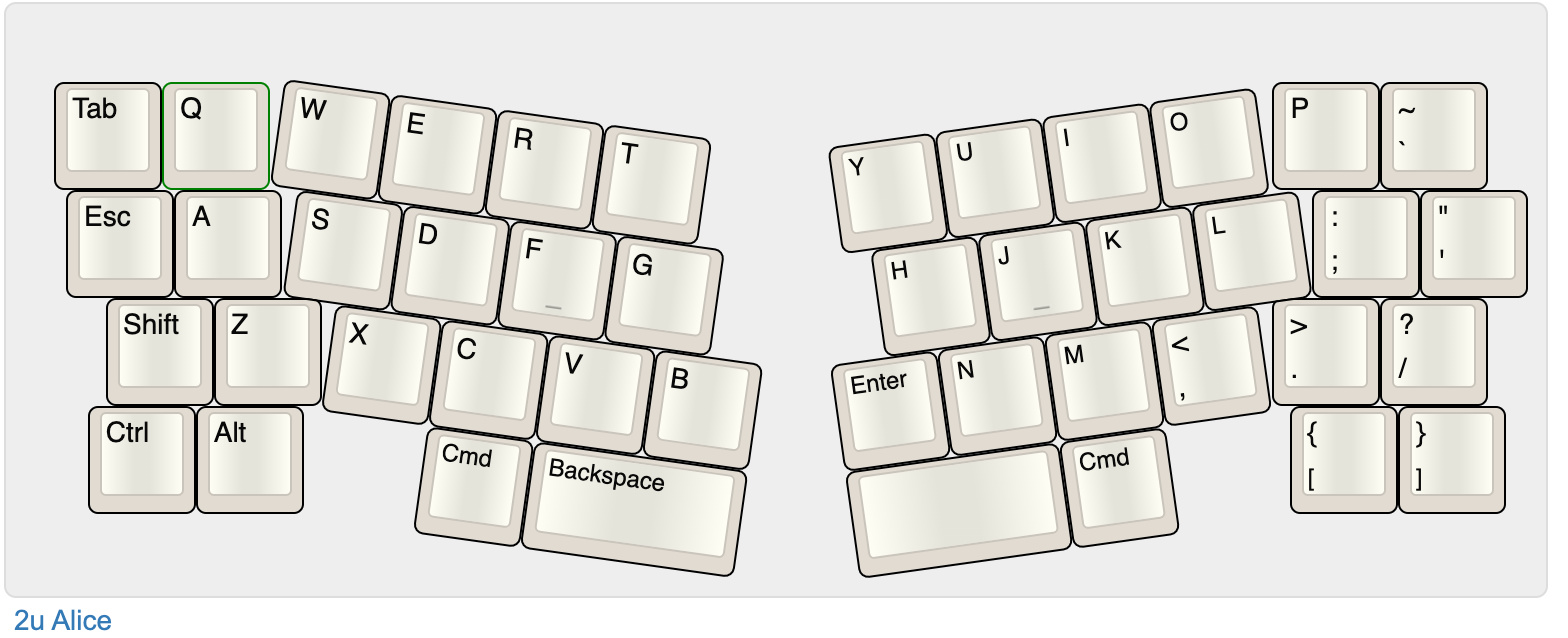 Tab Q W E R T Y U I O P ~
`
Esc A S D F G H J K L : "
; '
Shift Z X C V B Enter N M < > ?
, . /
Ctrl Alt Cmd Backspace Cmd { }
[ ]
2u Alice